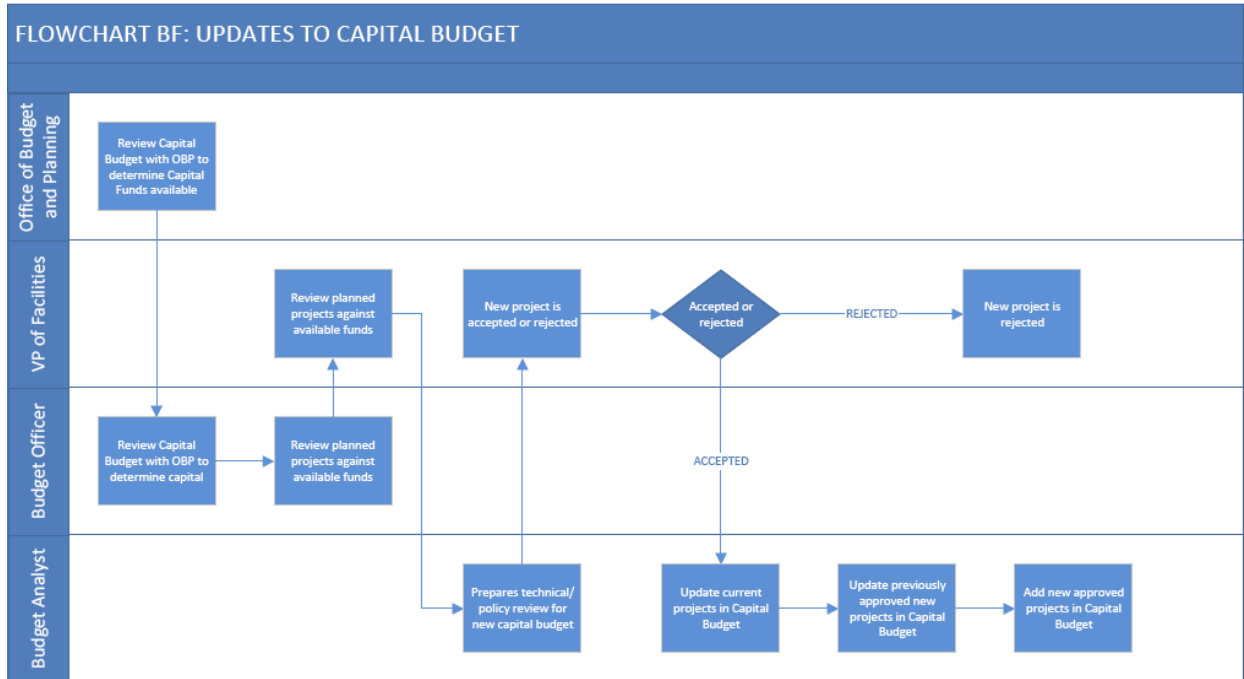 FLOWCHART BF: UPDATES TO CAPITAL BUDGET
Office of Budget
and Planning
Review Capital
Budget with OBP to
determine Capital
Funds available
VP of Facilities
Review planned
projects against
available funds
New project is
accepted or rejected
Accepted or
rejected
REJECTED
New project is
rejected
Budget Officer
Review Capital
Budget with OBP to
determine capital
Review planned
projects against
available funds
ACCEPTED
Budget Analyst
Prepares technical/
policy review for
new capital budget
Update current
projects in Capital
Budget
Update previously
approved new
projects in Capital
Budget
Add new approved
projects in Capital
Budget